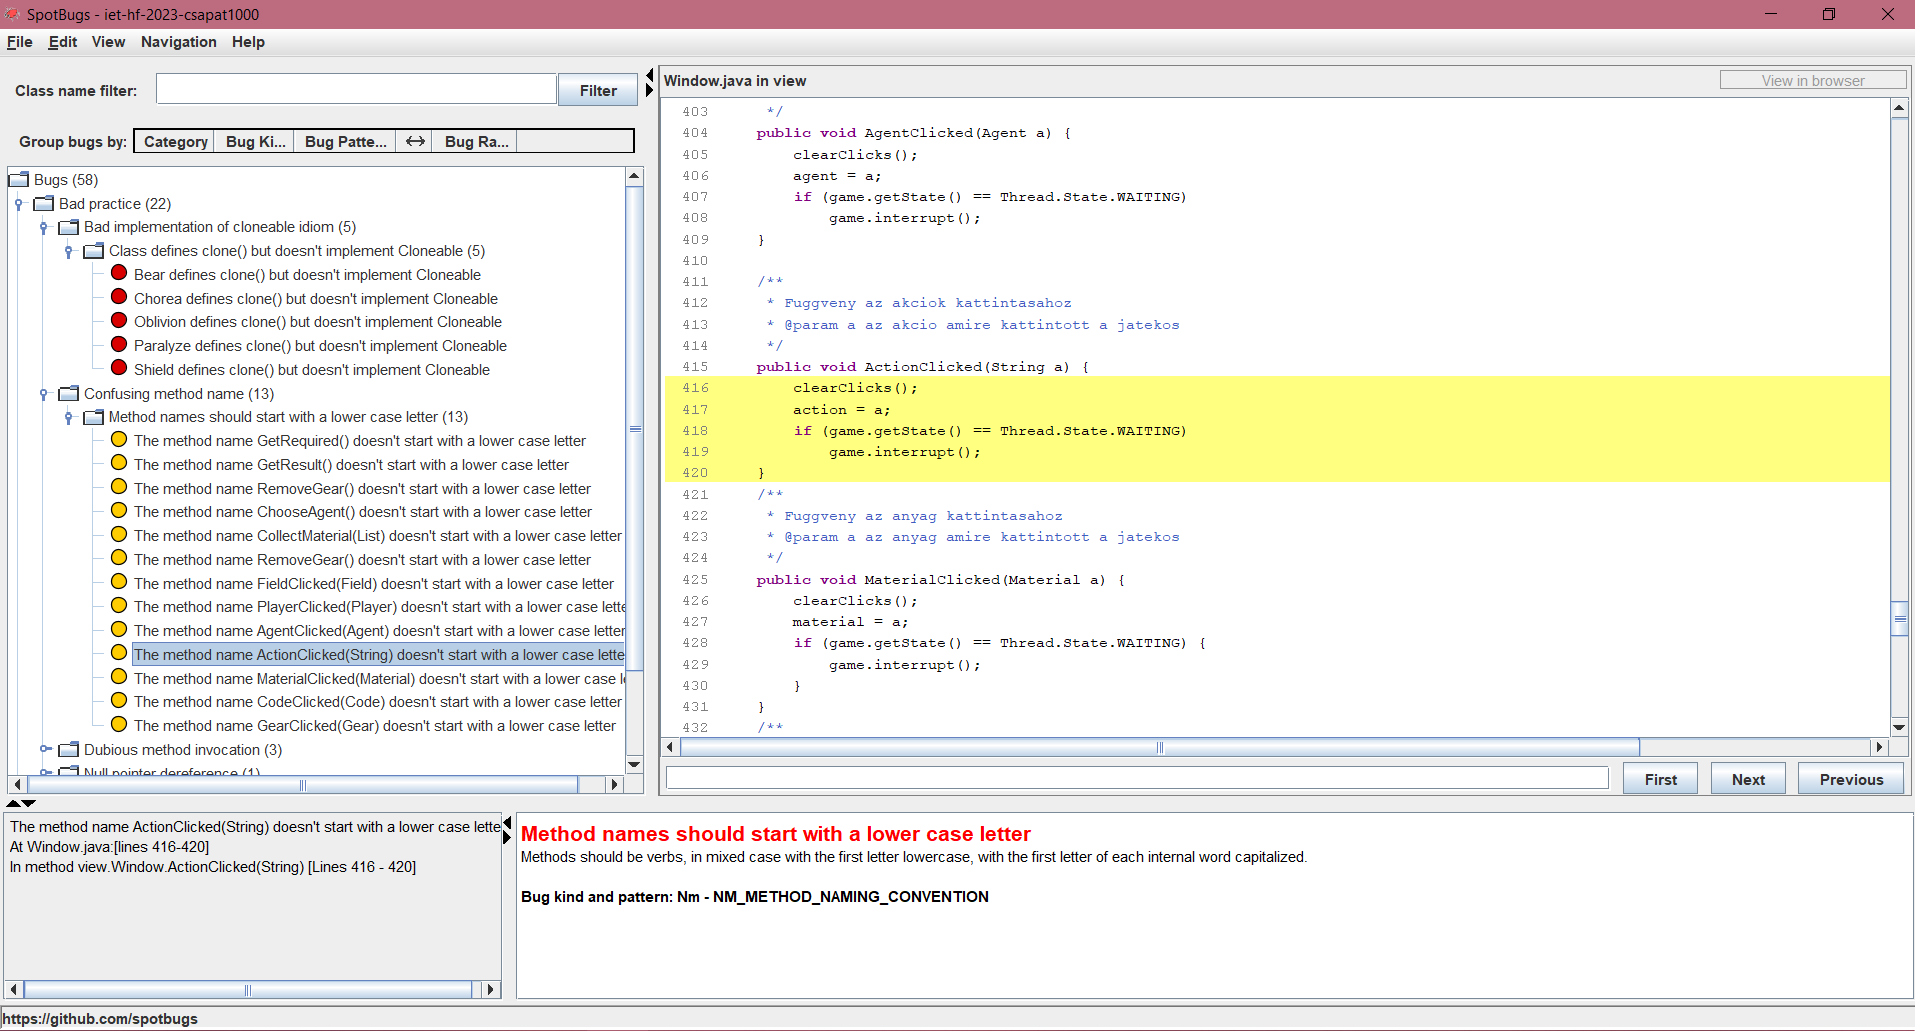 SpotBugs - iet-hf-2023-csapat1000
File Edit View Navigation Help
Class name filter:
Filter
Group bugs by: Category Bug Ki... Bug Patte... Bug Ra...
Bugs (58)
Bad practice (22)
Bad implementation of cloneable idiom (5)
Class defines clone() but doesn't implement Cloneable (5)
Bear defines clone() but doesn't implement Cloneable
Chorea defines clone() but doesn't implement Cloneable
Oblivion defines clone() but doesn't implement Cloneable
Paralyze defines clone() but doesn't implement Cloneable
Shield defines clone() but doesn't implement Cloneable
Confusing method name (13)
Method names should start with a lower case letter (13)
The method name GetRequired() doesn't start with a lower case letter
The method name GetResult() doesn't start with a lower case letter
The method name RemoveGear() doesn't start with a lower case letter
The method name ChooseAgent() doesn't start with a lower case letter
The method name CollectMaterial(List) doesn't start with a lower case letter
The method name RemoveGear() doesn't start with a lower case letter
The method name FieldClicked(Field) doesn't start with a lower case letter
The method name PlayerClicked(Player) doesn't start with a lower case lette
The method name AgentClicked(Agent) doesn't start with a lower case letter
The method name ActionClicked(String) doesn't start with a lower case lette
The method name MaterialClicked(Material) doesn't start with a lower case l
The method name CodeClicked(Code) doesn't start with a lower case letter
The method name GearClicked(Gear) doesn't start with a lower case letter
Dubious method invocation (3)
Null pointer dereference (1)
Window.java in view
View in browser
403 */
404 public void AgentClicked(Agent a) {
405 clearClicks();
406 agent = a;
407 if (game.getState() == Thread.State.WAITING)
408 game.interrupt();
409 }
410
411 /**
412 * Fuggveny az akciok kattintasahoz
413 * @param a az akcio amire kattintott a jatekos
414 */
415 public void ActionClicked(String a) {
416 clearClicks();
417 action = a;
418 if (game.getState() == Thread.State.WAITING)
419 game.interrupt();
420 }
421 /**
422 * Fuggveny az anyag kattintasahoz
423 * @param a az anyag amire kattintott a jatekos
424 */
425 public void MaterialClicked(Material a) {
426 clearClicks();
427 material = a;
428 if (game.getState() == Thread.State.WAITING) {
429 game.interrupt();
430 }
431 }
432 /**
First Next Previous
The method name ActionClicked(String) doesn't start with a lower case lette
At Window.java:[lines 416-420]
In method view.Window.ActionClicked(String) [Lines 416 - 420]
Method names should start with a lower case letter
Methods should be verbs, in mixed case with the first letter lowercase, with the first letter of each internal word capitalized.
Bug kind and pattern: Nm - NM_METHOD_NAMING_CONVENTION
https://github.com/spotbugs